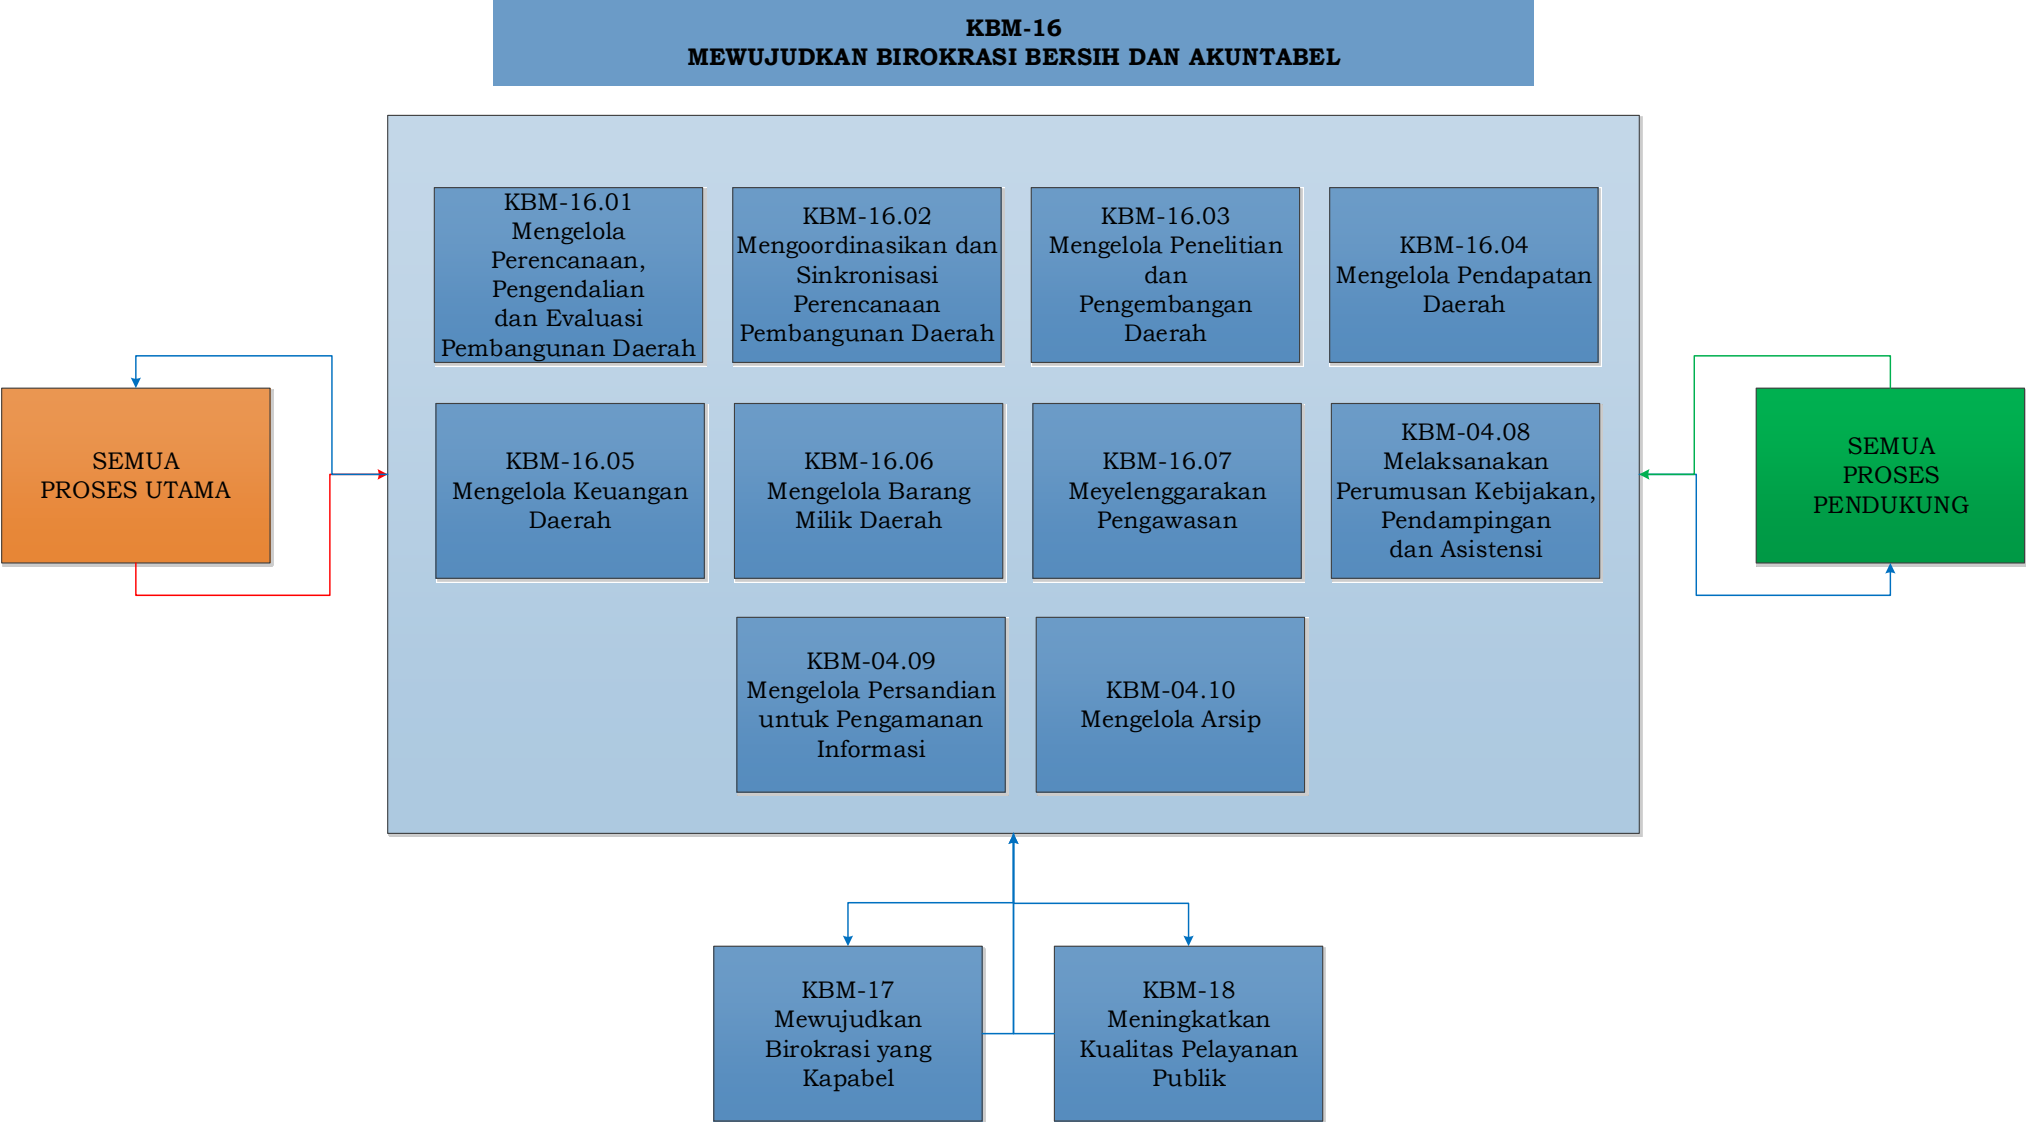 KBM-16
MEWUJUDKAN BIROKRASI BERSIH DAN AKUNTABEL
KBM-16.01
Mengelola
Perencanaan,
Pengendalian
dan Evaluasi
Pembangunan Daerah
KBM-16.02
Mengoordinasikan dan
Sinkronisasi
Perencanaan
Pembangunan Daerah
KBM-16.03
Mengelola Penelitian
dan
Pengembangan
Daerah
KBM-16.04
Mengelola Pendapatan
Daerah
SEMUA
PROSES UTAMA
KBM-16.05
Mengelola Keuangan
Daerah
KBM-16.06
Mengelola Barang
Milik Daerah
KBM-16.07
Meyelenggarakan
Pengawasan
KBM-04.08
Melaksanakan
Perumusan Kebijakan,
Pendampingan
dan Asistensi
SEMUA
PROSES
PENDUKUNG
KBM-04.09
Mengelola Persandian
untuk Pengamanan
Informasi
KBM-04.10
Mengelola Arsip
KBM-17
Mewujudkan
Birokrasi yang
Kapabel
KBM-18
Meningkatkan
Kualitas Pelayanan
Publik